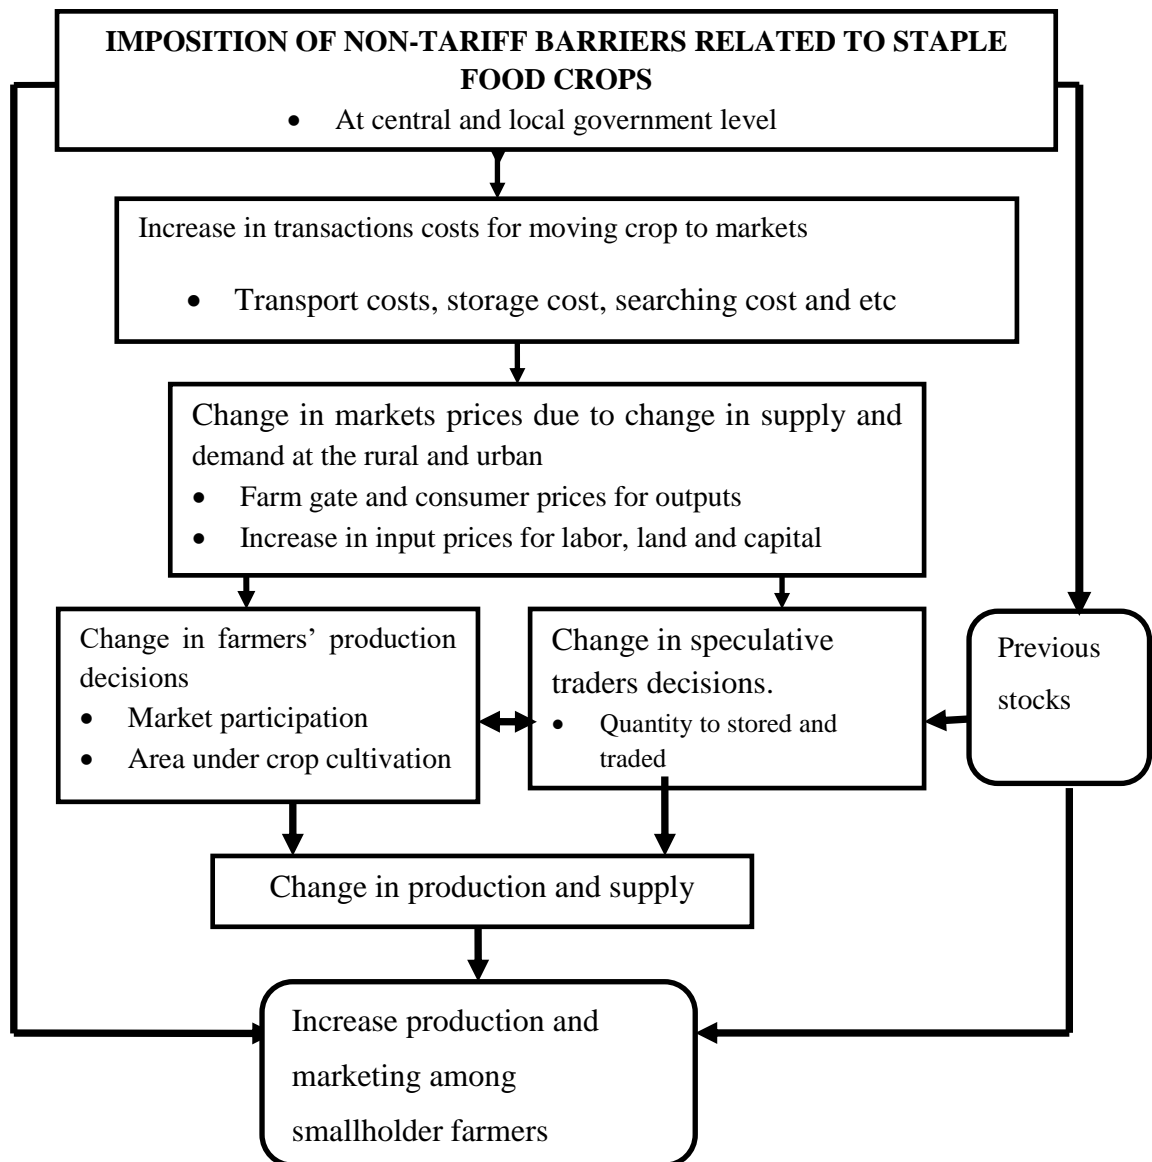 IMPOSITION OF NON-TARIFF BARRIERS RELATED TO STAPLE
FOOD CROPS
• At central and local government level
Increase in transactions costs for moving crop to markets
• Transport costs, storage cost, searching cost and etc
Change in markets prices due to change in supply and
demand at the rural and urban
• Farm gate and consumer prices for outputs
• Increase in input prices for labor, land and capital
Change in farmers’ production
decisions
• Market participation
• Area under crop cultivation
Change in speculative
traders decisions.
• Quantity to stored and
traded
Previous
stocks
Change in production and supply
Increase production and
marketing among
smallholder farmers